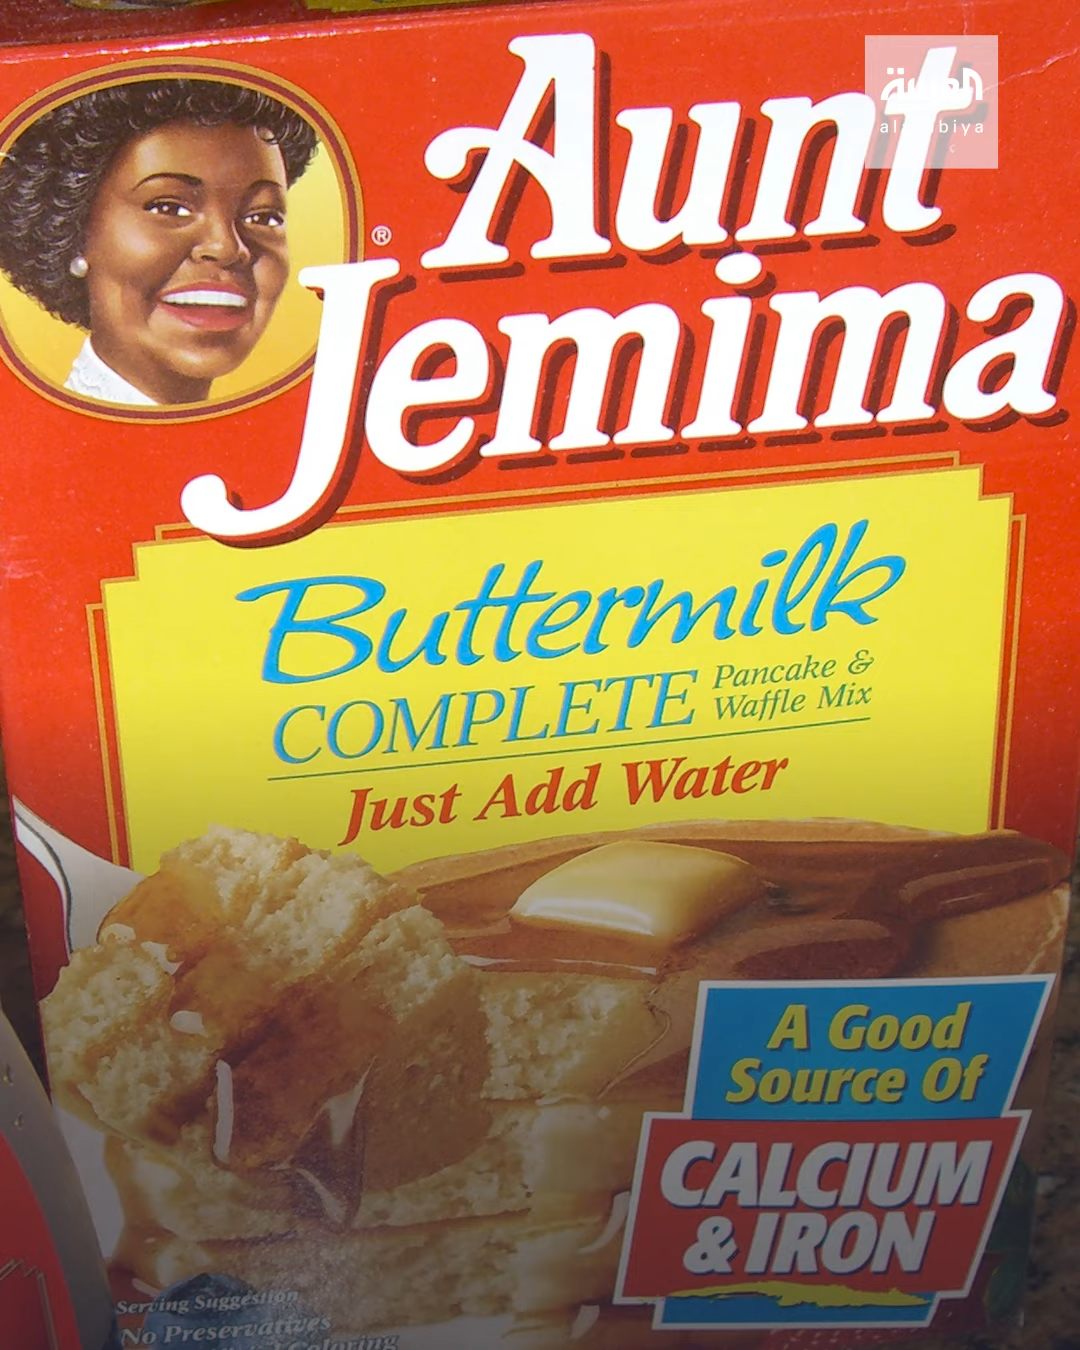 Aunt
العربية
alarabiya
®
Jemima
Buttermilk
COMPLETE Pancake &
Waffle Mix
Just Add Water
A Good
Source Of
CALCIUM
& IRON
Serving Suggestion
No Preservatives
Coloring